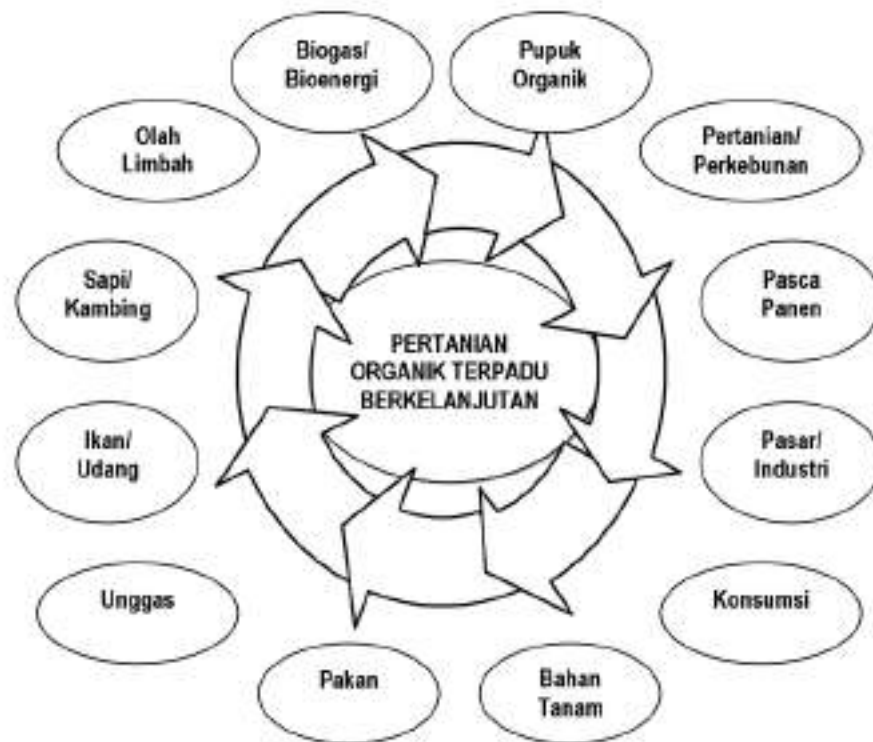 Biogas/
Bioenergi
Pupuk
Organik
Olah
Limbah
Pertanian/
Perkebunan
Sapi/
Kambing
Pasca
Panen
PERTANIAN
ORGANIK TERPADU
BERKELANJUTAN
Ikan/
Udang
Pasar/
Industri
Unggas
Konsumsi
Pakan
Bahan
Tanam